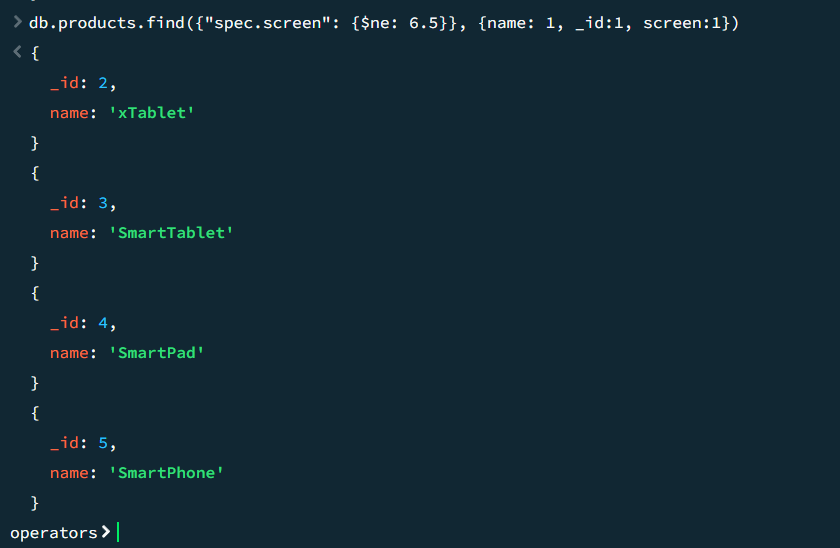 > db.products.find({"spec.screen": {$ne: 6.5}}, {name: 1, _id:1, screen:1})
< {
_id: 2,
name: 'xTablet'
}
{
_id: 3,
name: 'SmartTablet'
}
{
_id: 4,
name: 'SmartPad'
}
{
_id: 5,
name: 'SmartPhone'
}
operators>